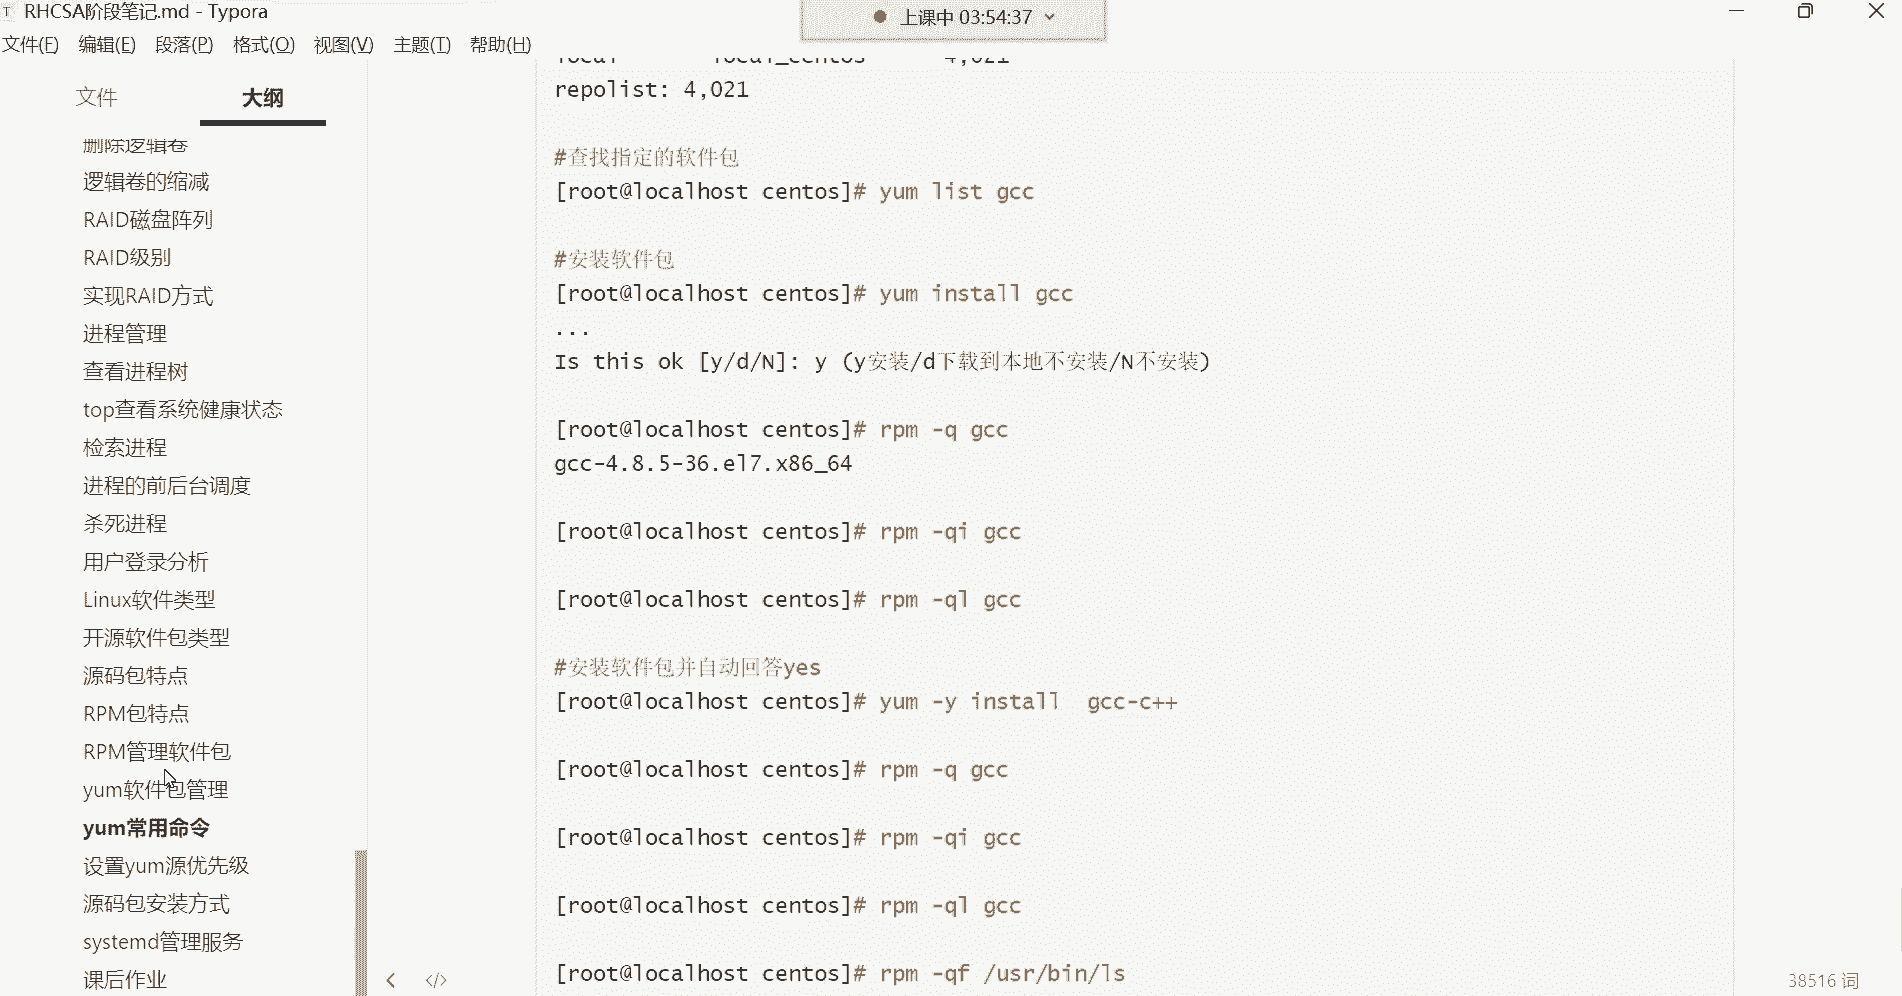 RHCSA阶段笔记.md - Typora
上课中 03:54:37
文件(F) 编辑(E) 段落(P) 格式(O) 视图(V) 主题(T) 帮助(H)
文件 大纲
删除逻辑卷
逻辑卷的缩减
RAID磁盘阵列
RAID级别
实现RAID方式
进程管理
查看进程树
top查看系统健康状态
检索进程
进程的前后台调度
杀死进程
用户登录分析
Linux软件类型
开源软件包类型
源码包特点
RPM包特点
RPM管理软件包
yum软件包管理
yum常用命令
设置yum源优先级
源码包安装方式
systemd管理服务
课后作业
local local_centos 4,021
repolist: 4,021
#查找指定的软件包
[root@localhost centos]# yum list gcc
#安装软件包
[root@localhost centos]# yum install gcc
...
Is this ok [y/d/N]: y (y安装/d下载到本地不安装/N不安装)
[root@localhost centos]# rpm -q gcc
gcc-4.8.5-36.el7.x86_64
[root@localhost centos]# rpm -qi gcc
[root@localhost centos]# rpm -ql gcc
#安装软件包并自动回答yes
[root@localhost centos]# yum -y install  gcc-c++
[root@localhost centos]# rpm -q gcc
[root@localhost centos]# rpm -qi gcc
[root@localhost centos]# rpm -ql gcc
[root@localhost centos]# rpm -qf /usr/bin/ls
38516 词